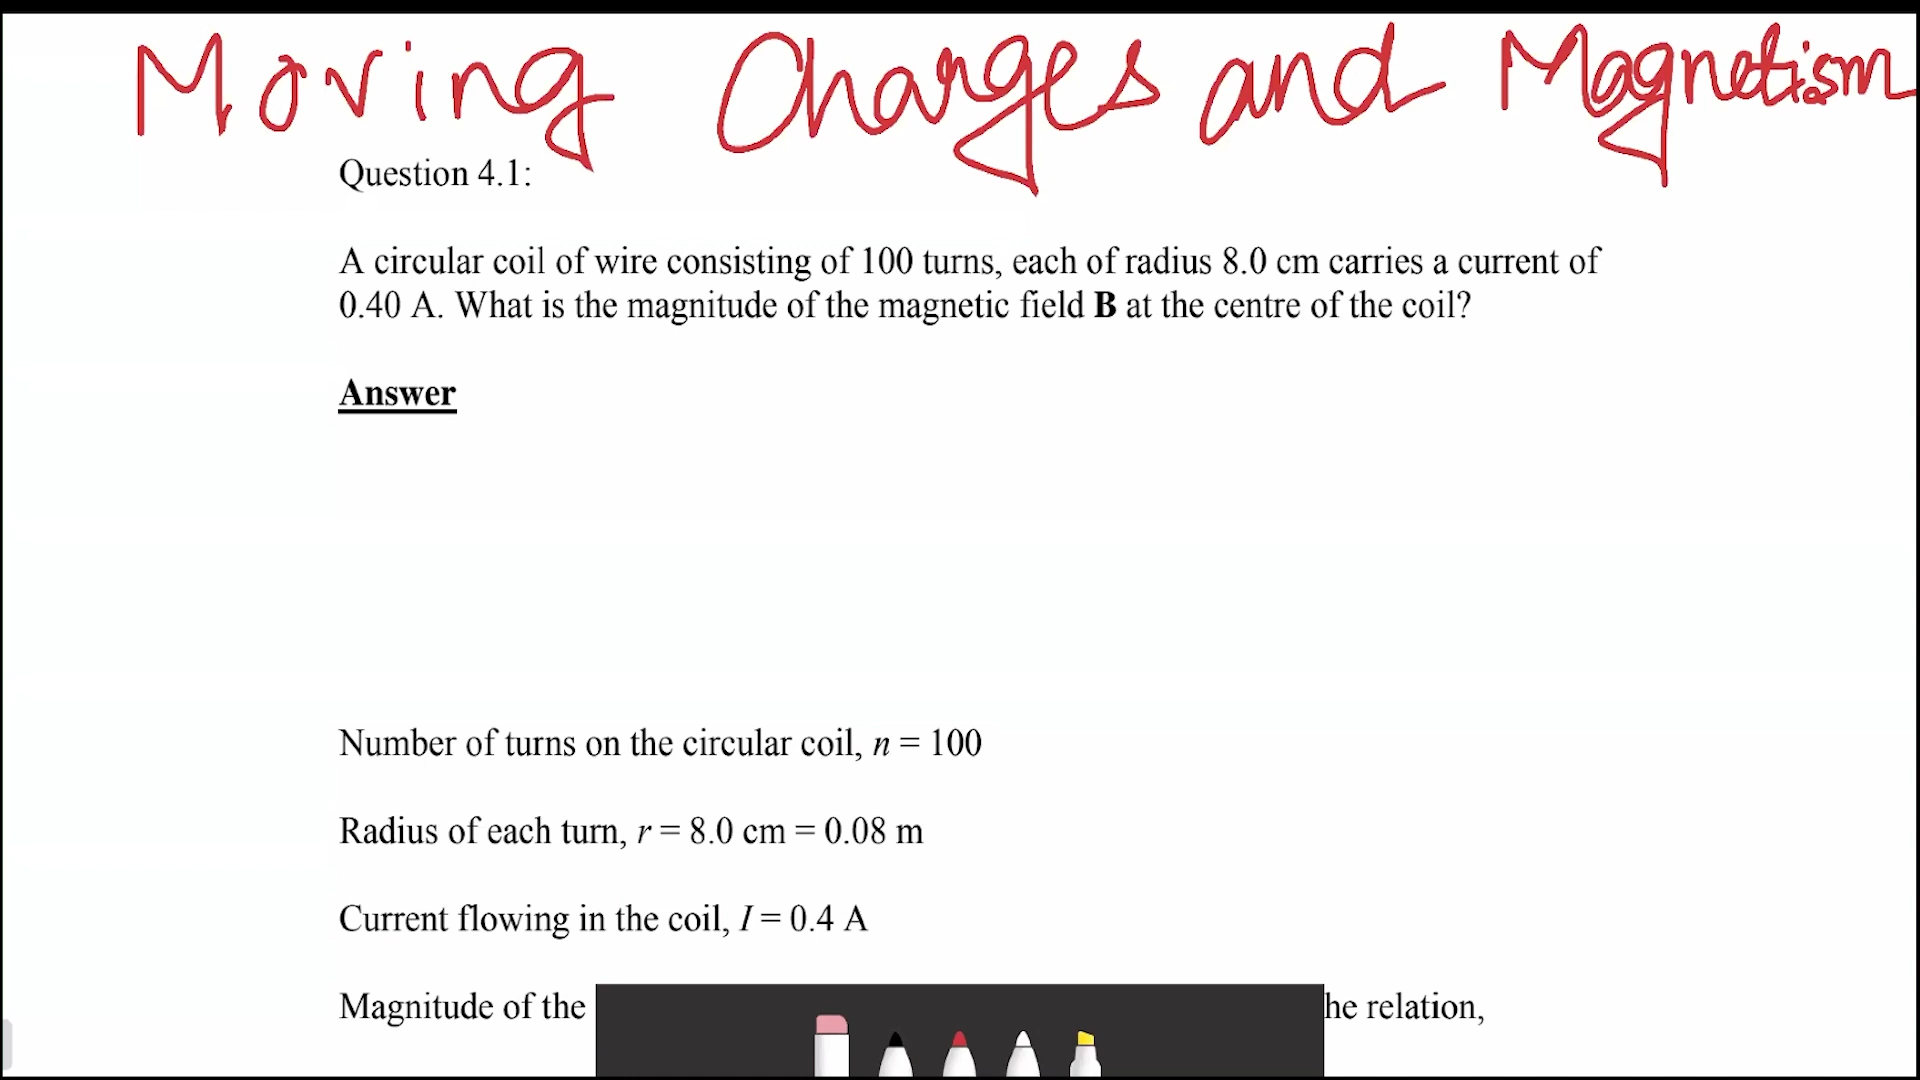 Moving Charges and Magnetism
Question 4.1:
A circular coil of wire consisting of 100 turns, each of radius 8.0 cm carries a current of
0.40 A. What is the magnitude of the magnetic field B at the centre of the coil?
Answer
Number of turns on the circular coil, n = 100
Radius of each turn, r = 8.0 cm = 0.08 m
Current flowing in the coil, I = 0.4 A
Magnitude of the he relation,